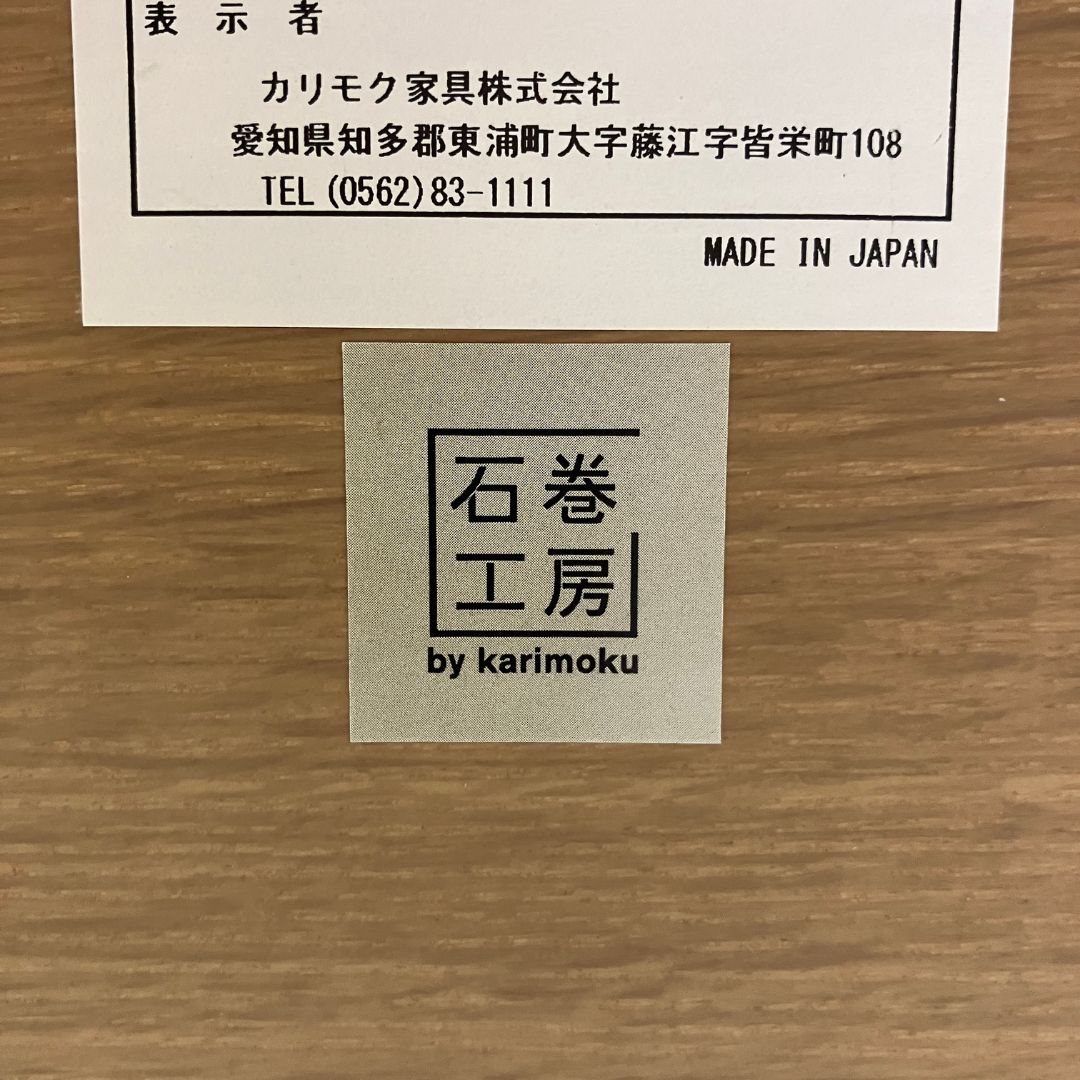 表示者
カリモク家具株式会社
愛知県知多郡東浦町大字藤江字皆栄町108
TEL (0562)83-1111
MADE IN JAPAN
石巻
工房
by karimoku